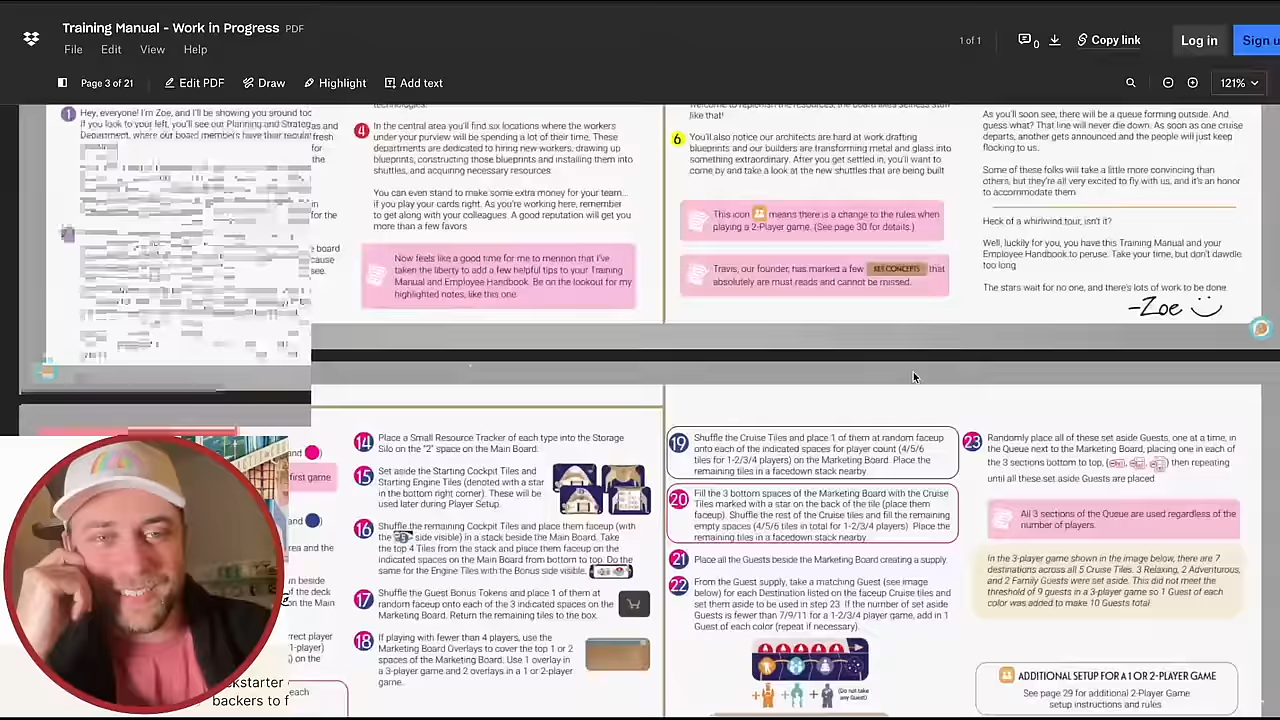 Training Manual - Work in Progress PDF
File Edit View Help
1 of 1
0
Copy link
Log in
Sign u
Page 3 of 21
Edit PDF
Draw
Highlight
Add text
121%
1
Hey, everyone! I'm Zoe, and I'll be showing you around
If you look to your left, you'll see our Planning and
Department, where our board members have their
fresh
for the
board
cause
see.
technologies.
4
In the central area you'll find six locations where the workers
under your purview will be spending a lot of their time. These
departments are dedicated to hiring new workers, drawing up
blueprints, constructing those blueprints and installing them into
shuttles, and acquiring necessary resources
You can even stand to make some extra money for your team...
if you play your cards right. As you're working here, remember
to get along with your colleagues. A good reputation will get you
more than a few favors
Now feels like a good time for me to mention that I've
taken the liberty to add a few helpful tips to your Training
Manual and Employee Handbook. Be on the lookout for my
highlighted notes, like this one.
welcome to replenish the resources, the board likes selfless staff
like that!
6
You'll also notice our architects are hard at work drafting
blueprints and our builders are transforming metal and glass into
something extraordinary. After you get settled in, you'll want to
come by and take a look at the new shuttles that are being built
This icon means there is a change to the rules when
playing a 2-Player game. (See page 30 for details.)
Travis, our founder, has marked a few KEY CONCEPTS that
absolutely are must reads and cannot be missed.
As you'll soon see, there will be a queue forming outside. And
guess what? That line will never die down. As soon as one cruise
departs, another gets announced and the people will just keep
flocking to us.
Some of these folks will take a little more convincing than
others, but they're all very excited to fly with us, and it's an honor
to accommodate them
Heck of a whirlwind tour, isn't it?
Well, luckily for you, you have this Training Manual and your
Employee Handbook to peruse. Take your time, but don't dawdle
too long
The stars wait for no one, and there's lots of work to be done
-Zoe
first game.
14
Place a Small Resource Tracker of each type into the Storage
Silo on the "2" space on the Main Board.
15
Set aside the Starting Cockpit Tiles and
Starting Engine Tiles (denoted with a star
in the bottom right corner). These will be
used later during Player Setup.
16
Shuffle the remaining Cockpit Tiles and place them faceup (with
the side visible) in a stack beside the Main Board. Take
the top 4 Tiles from the stack and place them faceup on the
indicated spaces on the Main Board from bottom to top. Do the
same for the Engine Tiles with the Bonus side visible.
17
Shuffle the Guest Bonus Tokens and place 1 of them at
random faceup onto each of the 3 indicated spaces on the
Marketing Board. Return the remaining tiles to the box.
18
If playing with fewer than 4 players, use the
Marketing Board Overlays to cover the top 1 or 2
spaces of the Marketing Board. Use 1 overlay in
a 3-player game and 2 overlays in a 1 or 2-player
game.
19
Shuffle the Cruise Tiles and place 1 of them at random faceup
onto each of the indicated spaces for player count (4/5/6
tiles for 1-2/3/4 players) on the Marketing Board. Place the
remaining tiles in a facedown stack nearby
20
Fill the 3 bottom spaces of the Marketing Board with the Cruise
Tiles marked with a star on the back of the tile (place them
faceup). Shuffle the rest of the Cruise tiles and fill the remaining
empty spaces (4/5/6 tiles in total for 1-2/3/4 players) Place the
remaining tiles in a facedown stack nearby
21
Place all the Guests beside the Marketing Board creating a supply
22
From the Guest supply, take a matching Guest (see image
below) for each Destination listed on the faceup Cruise tiles and
set them aside to be used in step 23 If the number of set aside
Guests is fewer than 7/9/11 for a 1-2/3/4 player game, add in 1
Guest of each color (repeat if necessary).
(Do not take
any Guest)
23
Randomly place all of these set aside Guests, one at a time, in
the Queue next to the Marketing Board, placing one in each of
the 3 sections bottom to top, then repeating
until all these set aside Guests are placed
All 3 sections of the Queue are used regardless of the
number of players.
In the 3-player game shown in the image below, there are 7
destinations across all 5 Cruise Tiles. 3 Relaxing, 2 Adventurous,
and 2 Family Guests were set aside. This did not meet the
threshold of 9 guests in a 3-player game so 1 Guest of each
color was added to make 10 Guests total
ADDITIONAL SETUP FOR A 1 OR 2-PLAYER GAME
See page 29 for additional 2-Player Game
setup instructions and rules
ckstarter
backers to f
each